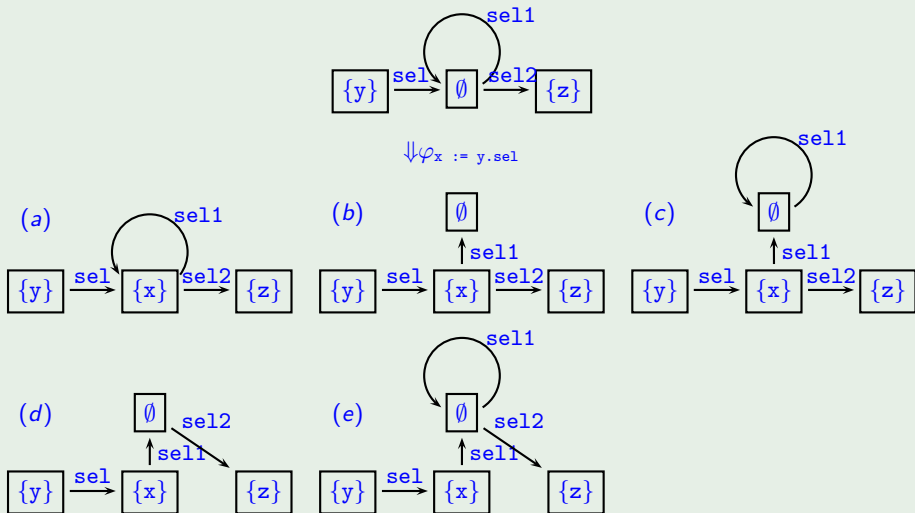 sel1
{y} sel ∅ sel2 {z}
⇓φx := y.sel
(a) sel1
{y} sel {x} sel2 {z}
(b) ∅
sel1
{y} sel {x} sel2 {z}
(c) sel1
∅
sel1
{y} sel {x} sel2 {z}
(d) ∅ sel2
sel1
{y} sel {x} {z}
(e) sel1
∅ sel2
sel1
{y} sel {x} {z}